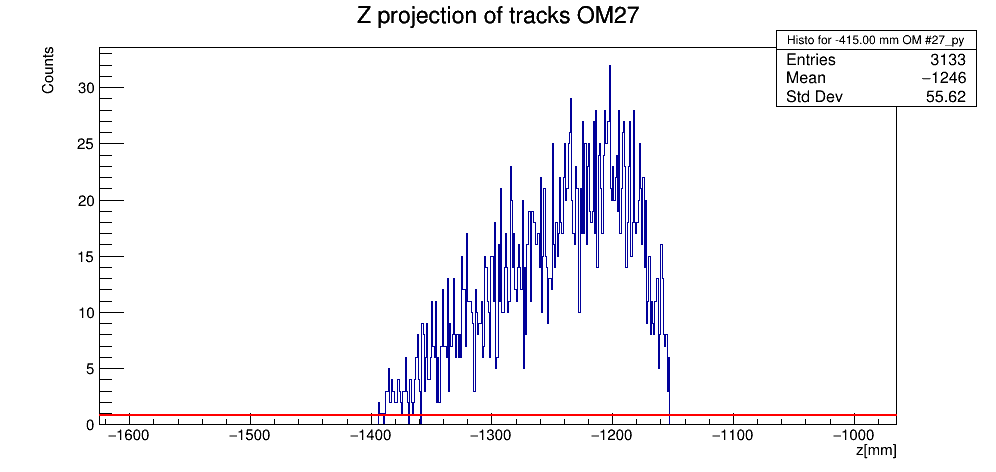 Z projection of tracks OM27
Histo for -415.00 mm OM #27_py
Entries 3133
Mean −1246
Std Dev 55.62
Counts
30
25
20
15
10
5
0
−1600 −1500 −1400 −1300 −1200 −1100 −1000
z[mm]